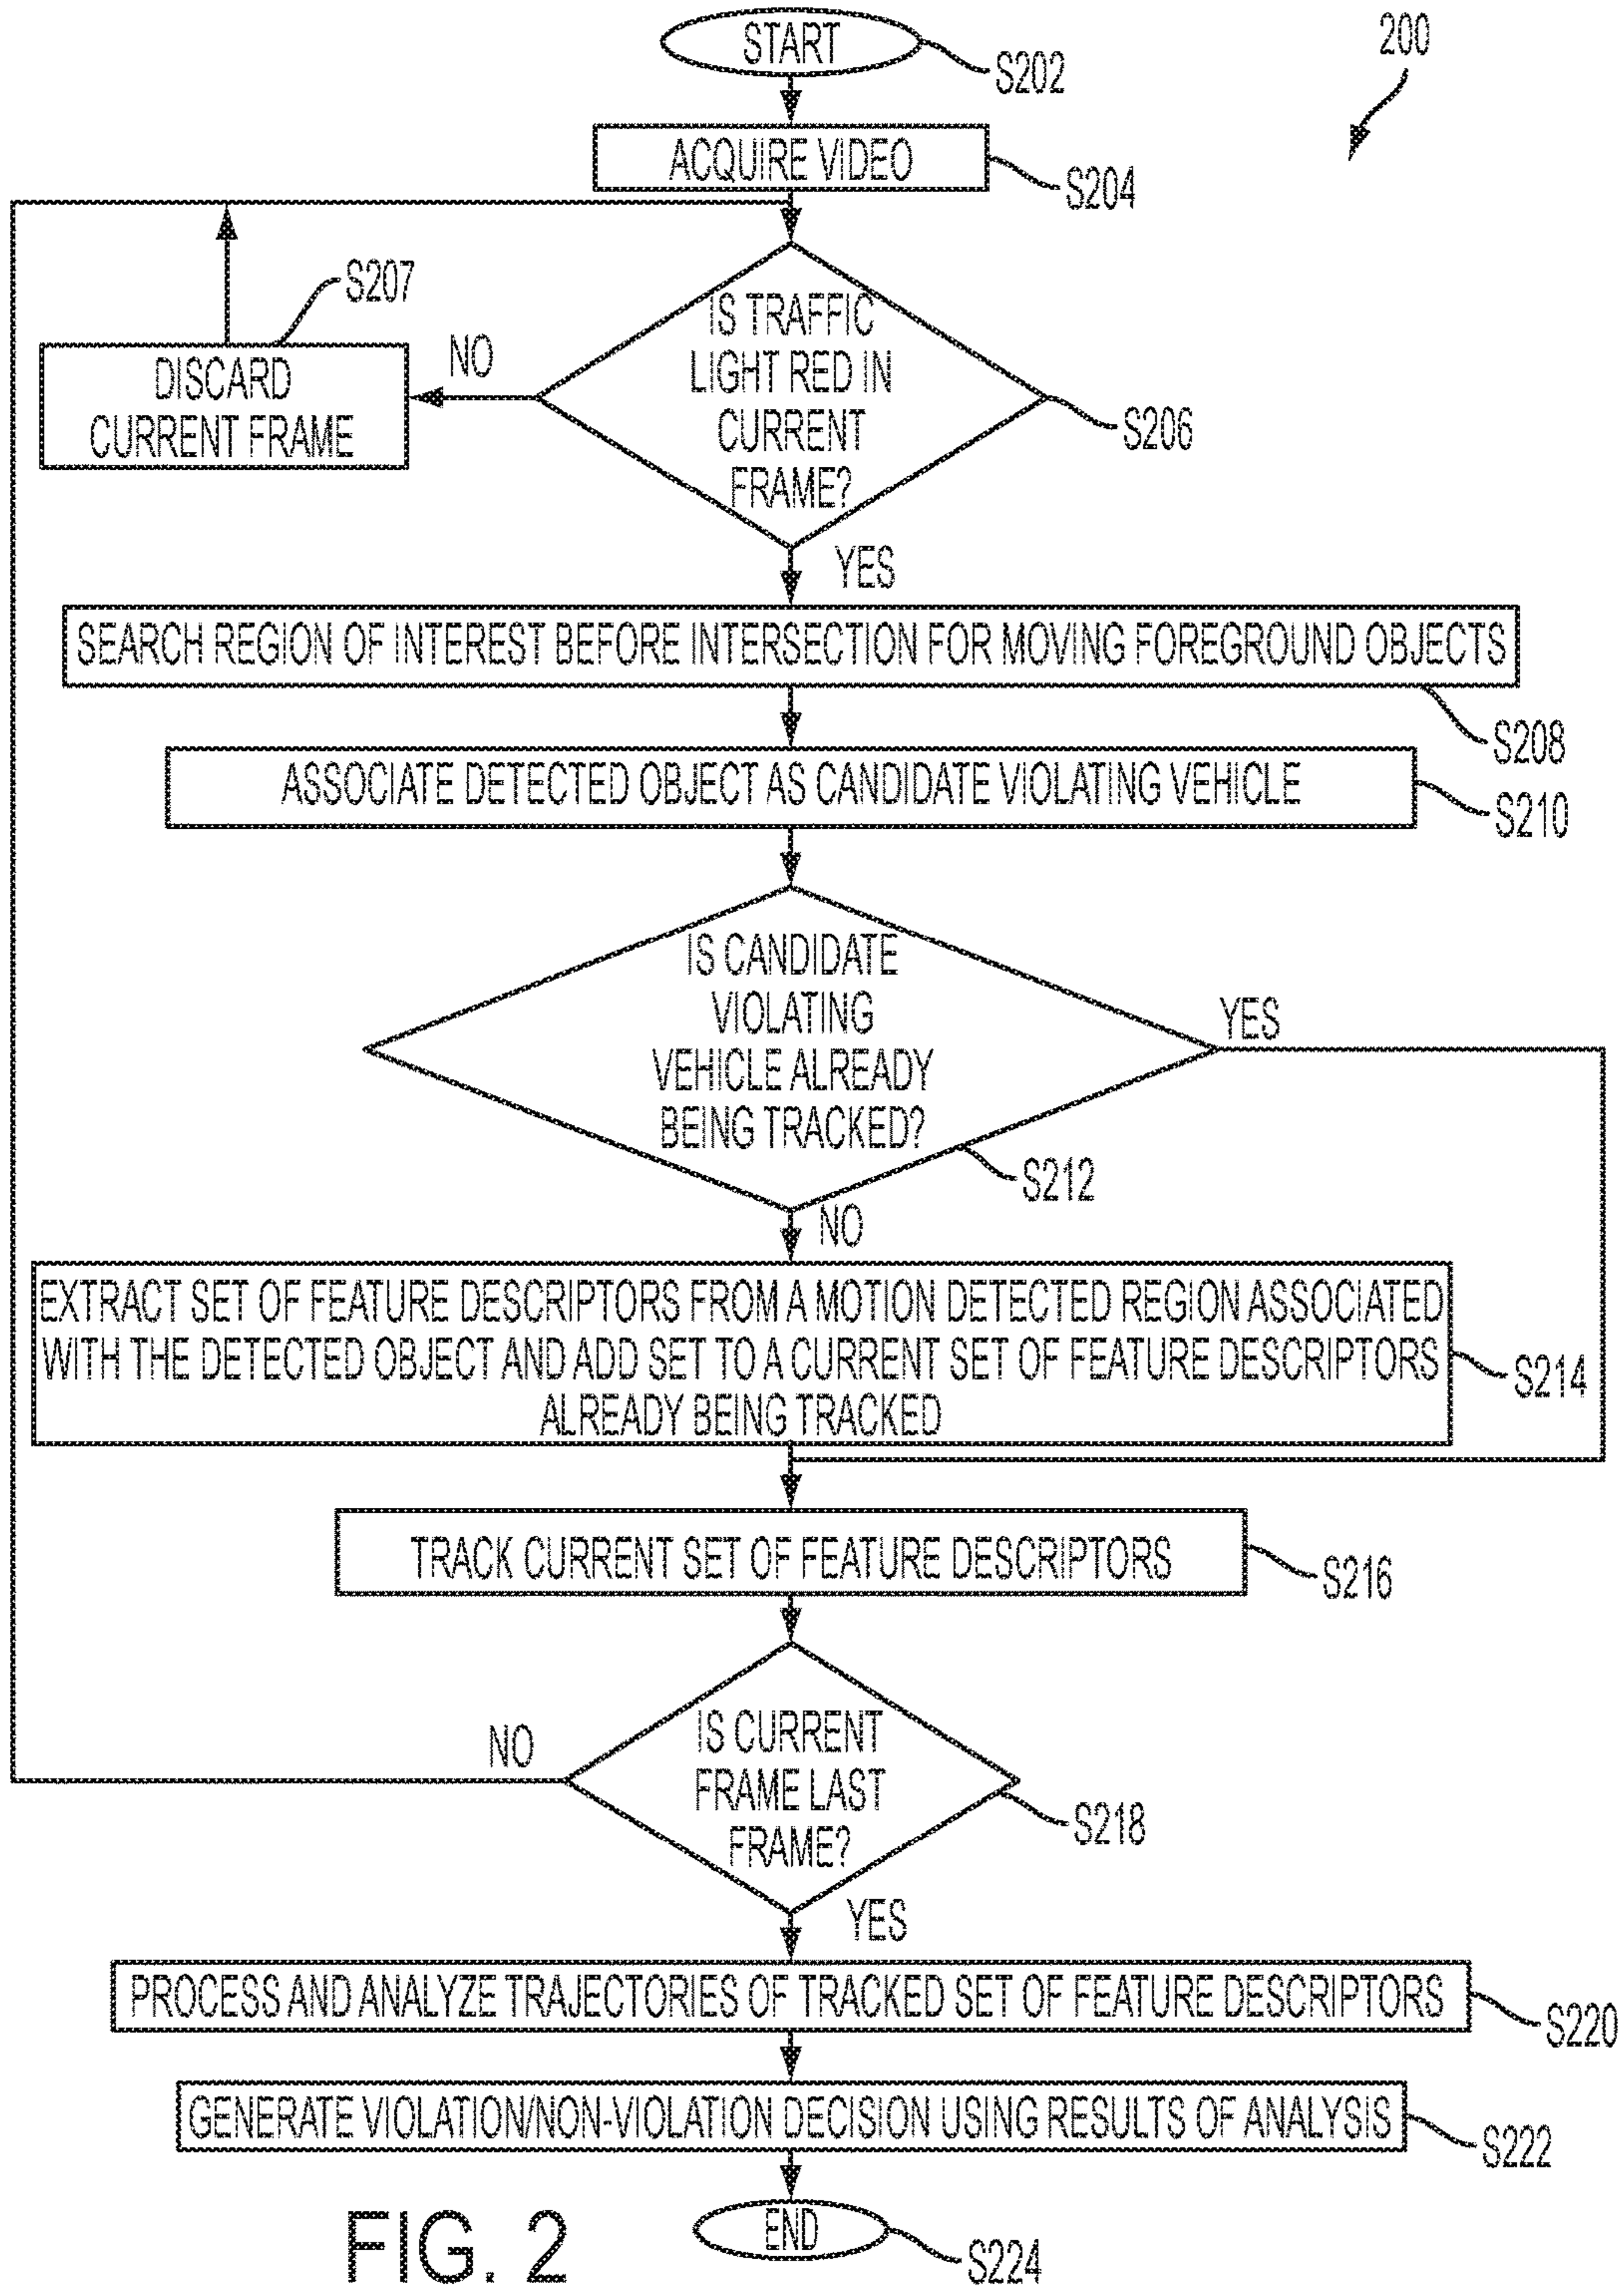 START
S202
200
ACQUIRE VIDEO
S204
S207
DISCARD
CURRENT FRAME
NO
IS TRAFFIC
LIGHT RED IN
CURRENT
FRAME?
S206
YES
SEARCH REGION OF INTEREST BEFORE INTERSECTION FOR MOVING FOREGROUND OBJECTS
S208
ASSOCIATE DETECTED OBJECT AS CANDIDATE VIOLATING VEHICLE
S210
IS CANDIDATE
VIOLATING
VEHICLE ALREADY
BEING TRACKED?
YES
S212
NO
EXTRACT SET OF FEATURE DESCRIPTORS FROM A MOTION DETECTED REGION ASSOCIATED
WITH THE DETECTED OBJECT AND ADD SET TO A CURRENT SET OF FEATURE DESCRIPTORS
ALREADY BEING TRACKED
S214
TRACK CURRENT SET OF FEATURE DESCRIPTORS
S216
NO
IS CURRENT
FRAME LAST
FRAME?
S218
YES
PROCESS AND ANALYZE TRAJECTORIES OF TRACKED SET OF FEATURE DESCRIPTORS
S220
GENERATE VIOLATION/NON-VIOLATION DECISION USING RESULTS OF ANALYSIS
S222
END
S224
FIG. 2